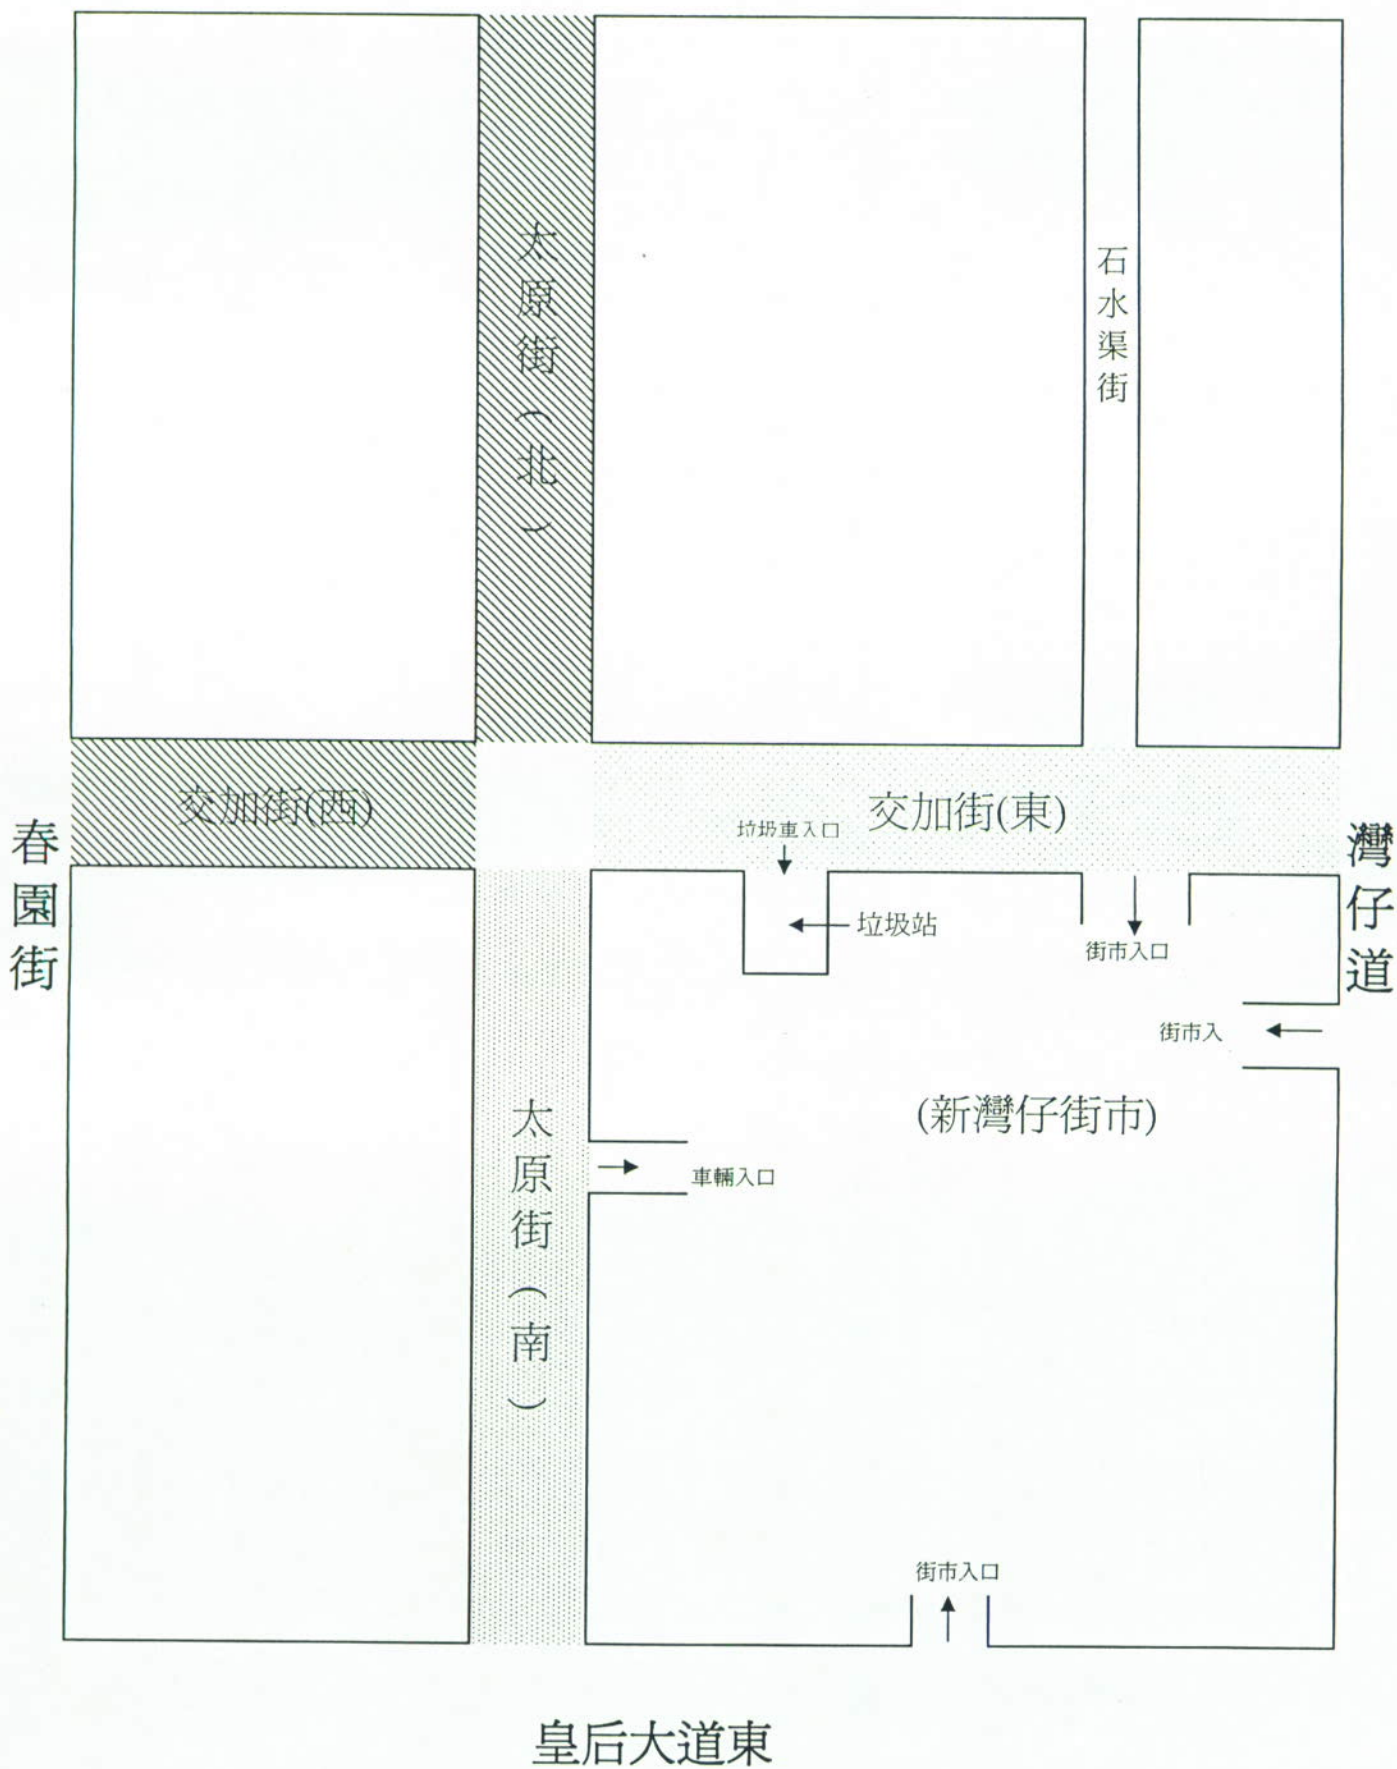 太原街（北）
石水渠街
交加街(西)
交加街(東)
垃圾車入口
春園街
灣仔道
垃圾站
街市入口
街市入
(新灣仔街市)
太原街（南）
車輛入口
街市入口
皇后大道東